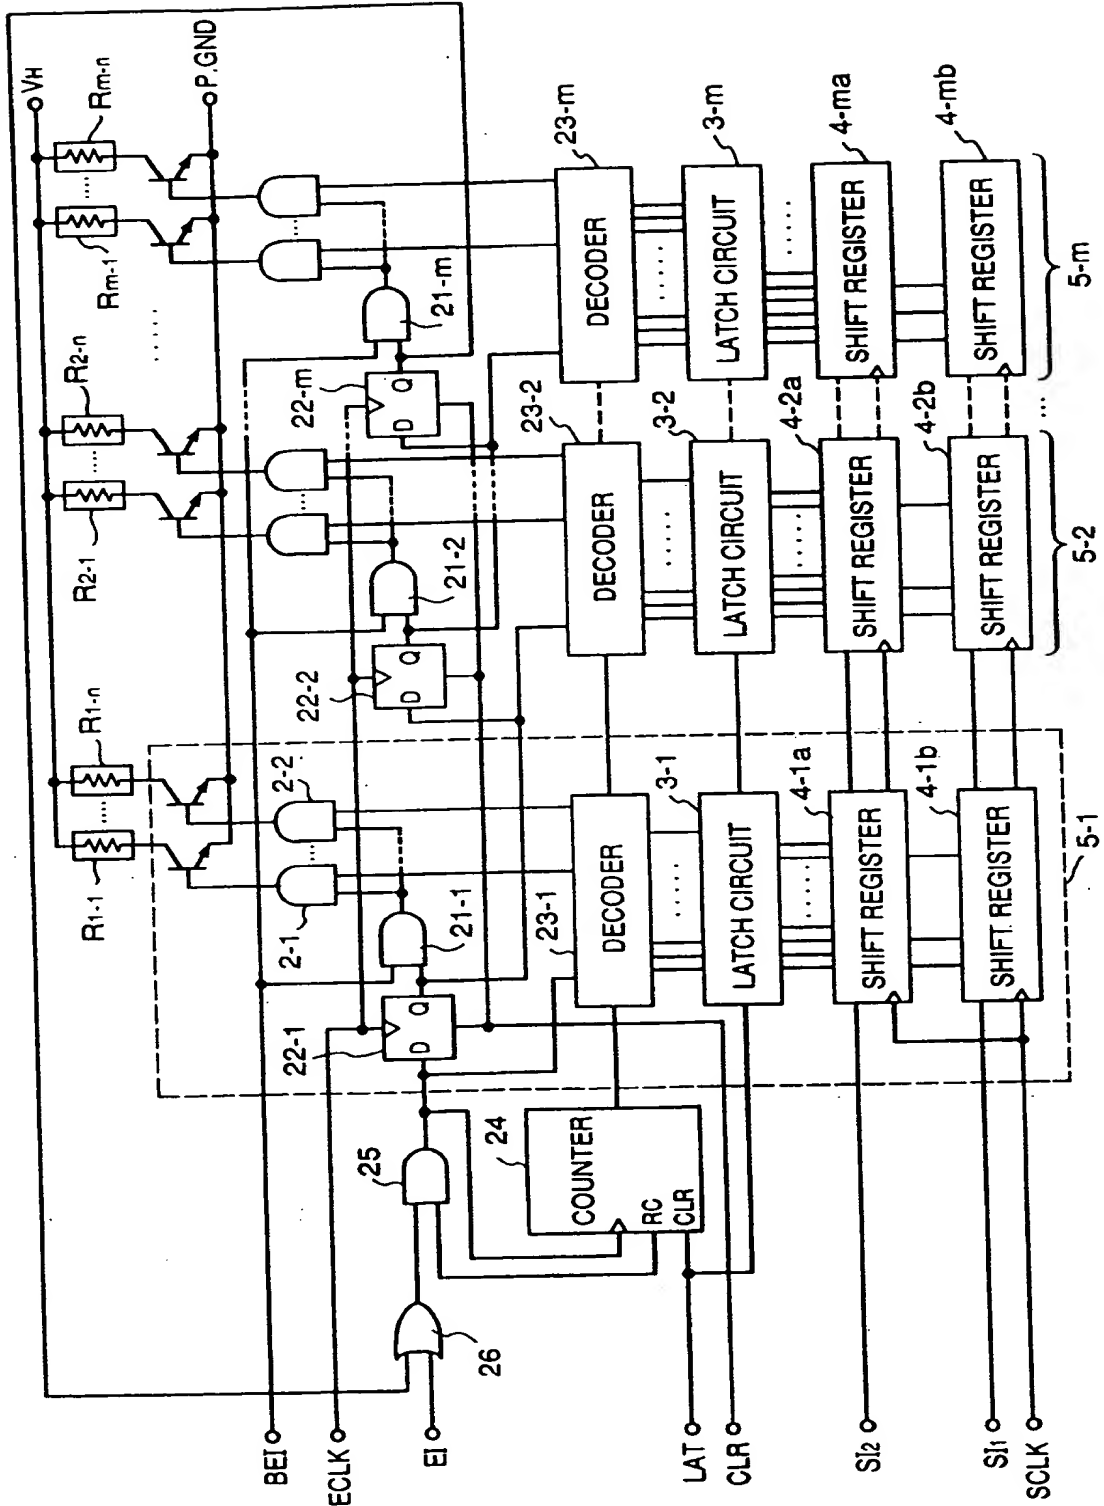 VH
P.GND
R1-1
R1-n
R2-1
R2-n
Rm-1
Rm-n
2-1
2-2
21-1
21-2
21-m
22-1
22-2
22-m
23-1
23-2
23-m
DECODER
DECODER
DECODER
3-1
3-2
3-m
LATCH CIRCUIT
LATCH CIRCUIT
LATCH CIRCUIT
4-1a
4-2a
4-ma
SHIFT REGISTER
SHIFT REGISTER
SHIFT REGISTER
4-1b
4-2b
4-mb
SHIFT. REGISTER
SHIFT REGISTER
SHIFT REGISTER
5-1
5-2
5-m
D Q
D Q
D Q
25
24
COUNTER
RC
CLR
26
BEI
ECLK
EI
LAT
CLR
SI2
SI1
SCLK